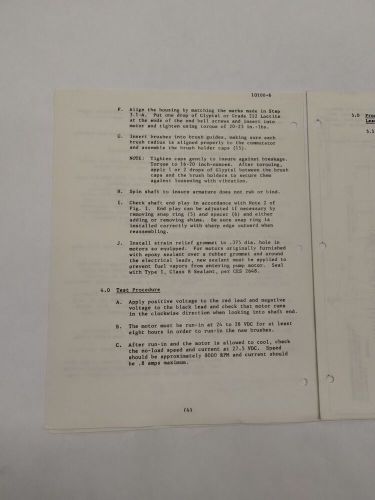 10100-6
F. Align the housing by matching the marks made in Step
3.1-A. Put one drop of Glyptal or Grade 222 Loctite
at the ends of the end bell screws and insert into
motor and tighten using torque of 20-23 in.-lbs.
G. Insert brushes into brush guides, making sure each
brush radius is aligned properly to the commutator
and assemble the brush holder caps (15).
NOTE: Tighten caps gently to insure against breakage.
Torque to 16-20 inch-ounces. After torquing,
apply 1 or 2 drops of Glyptal between the brush
caps and the brush holders to secure them
against loosening with vibration.
H. Spin shaft to insure armature does not rub or bind.
I. Check shaft end play in accordance with Note 2 of
Fig. 1. End play can be adjusted if necessary by
removing snap ring (5) and spacer (6) and either
adding or removing shims. Be sure snap ring is
installed correctly with sharp edge outward when
reassembling.
J. Install strain relief grommet to .375 dia. hole in
motors so equipped. For motors originally furnished
with epoxy sealant over a rubber grommet and around
the electrical leads, new sealant must be applied to
prevent fuel vapors from entering pump motor. Seal
with Type I, Class 8 Sealant, per CES 2648.
4.0 Test Procedure
A. Apply positive voltage to the red lead and negative
voltage to the black lead and check that motor runs
in the clockwise direction when looking into shaft end.
B. The motor must be run-in at 24 to 28 VDC for at least
eight hours in order to run-in the new brushes.
C. After run-in and the motor is allowed to cool, check
the no-load speed and current at 27.5 VDC. Speed
should be approximately 8000 RPM and current should
be .8 amps maximum.
(4)
5.0
5.1